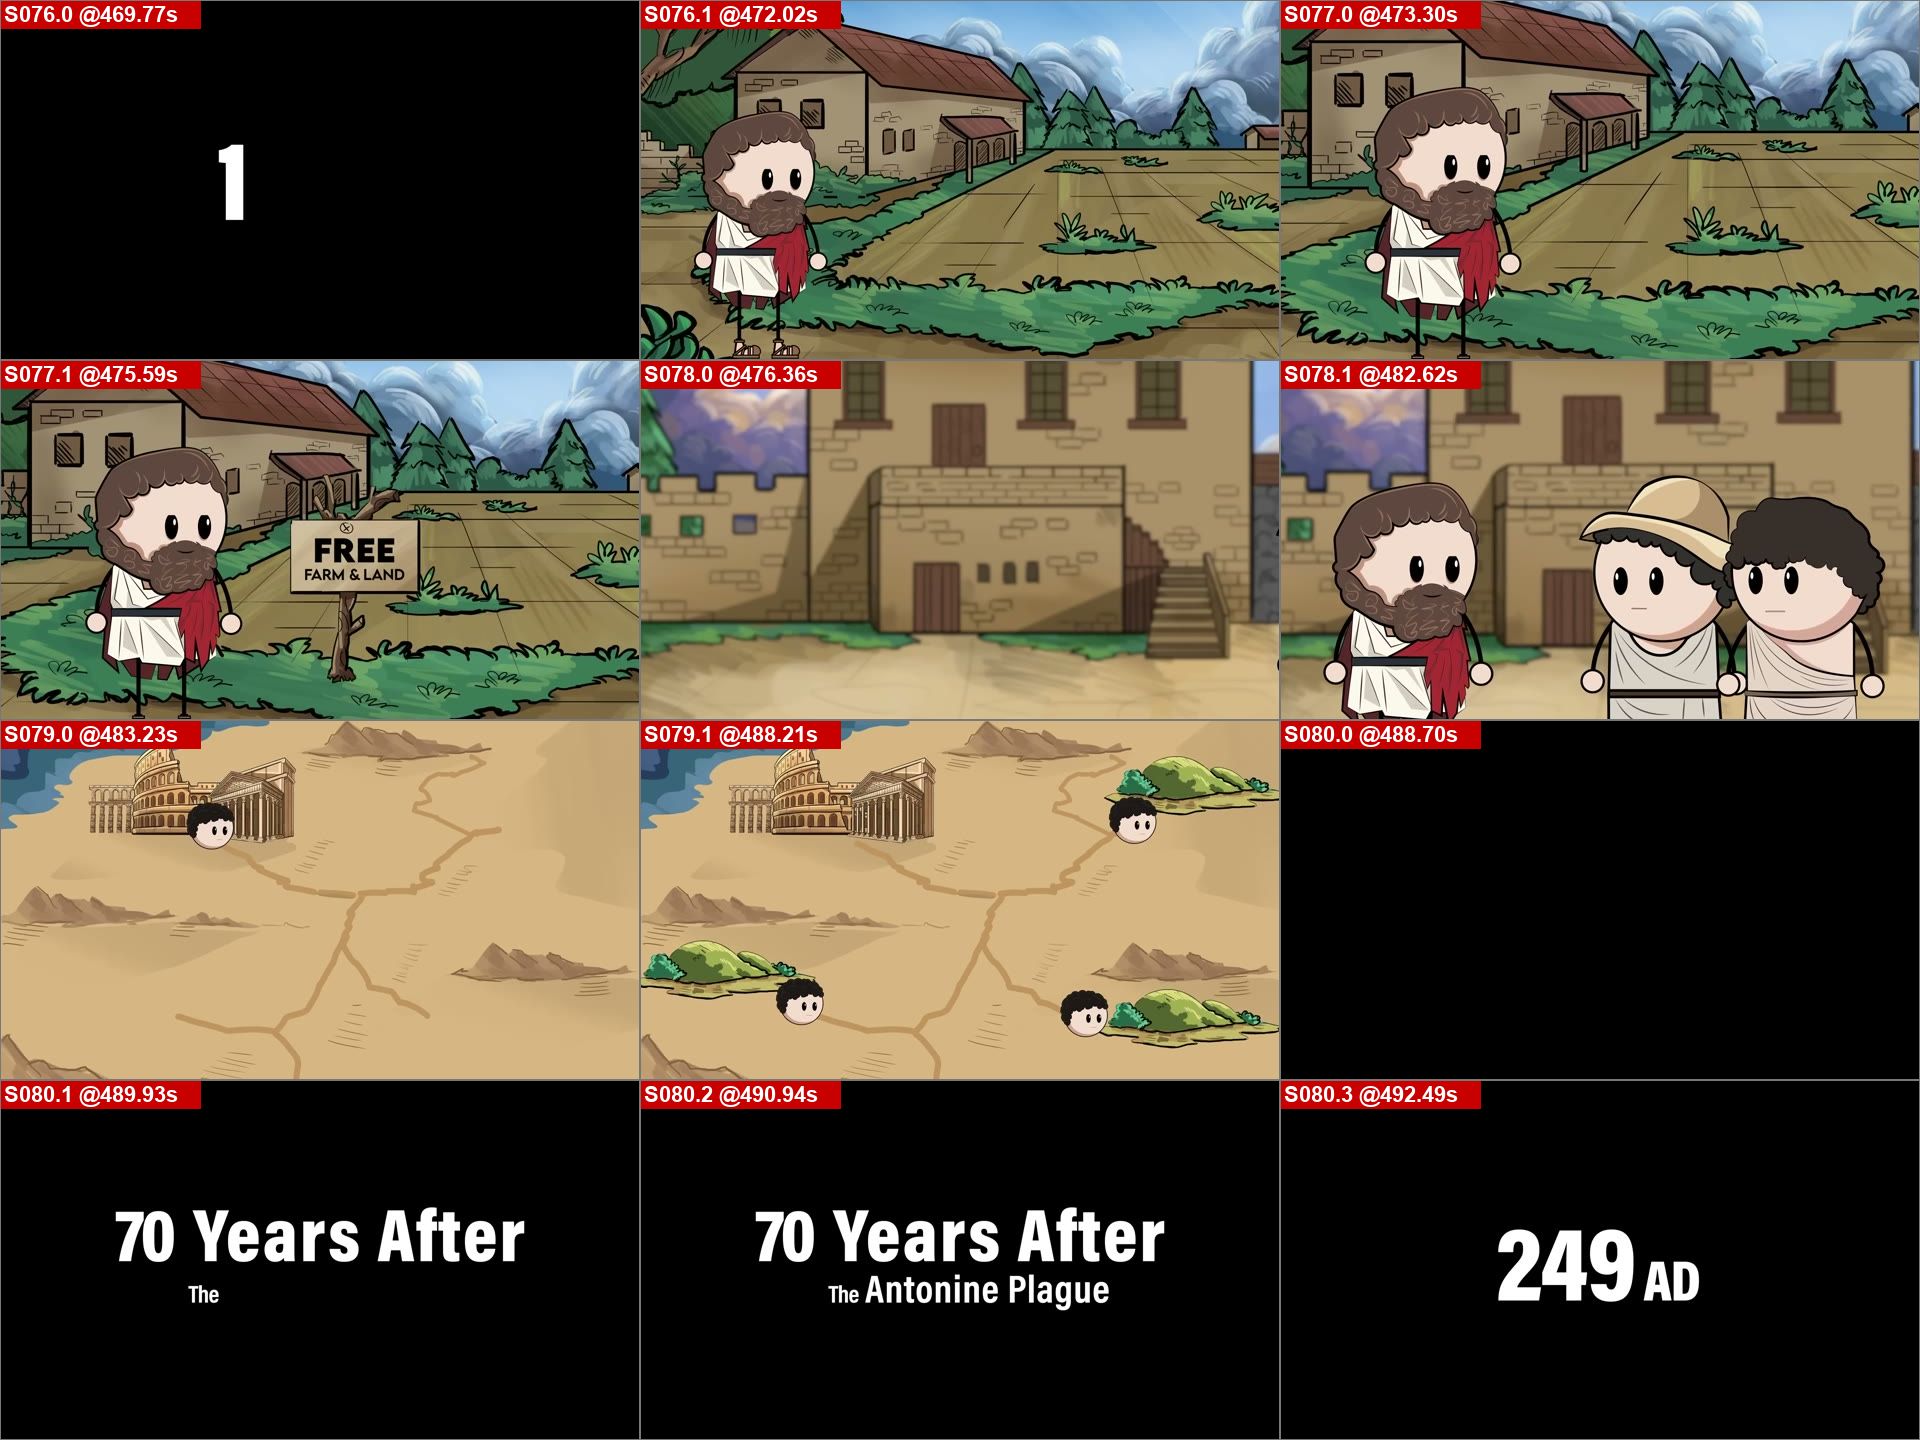 S076.0 @469.77s
1
S076.1 @472.02s
S077.0 @473.30s
S077.1 @475.59s
FREE
FARM & LAND
S078.0 @476.36s
S078.1 @482.62s
S079.0 @483.23s
S079.1 @488.21s
S080.0 @488.70s
S080.1 @489.93s
70 Years After
The
S080.2 @490.94s
70 Years After
The Antonine Plague
S080.3 @492.49s
249 AD